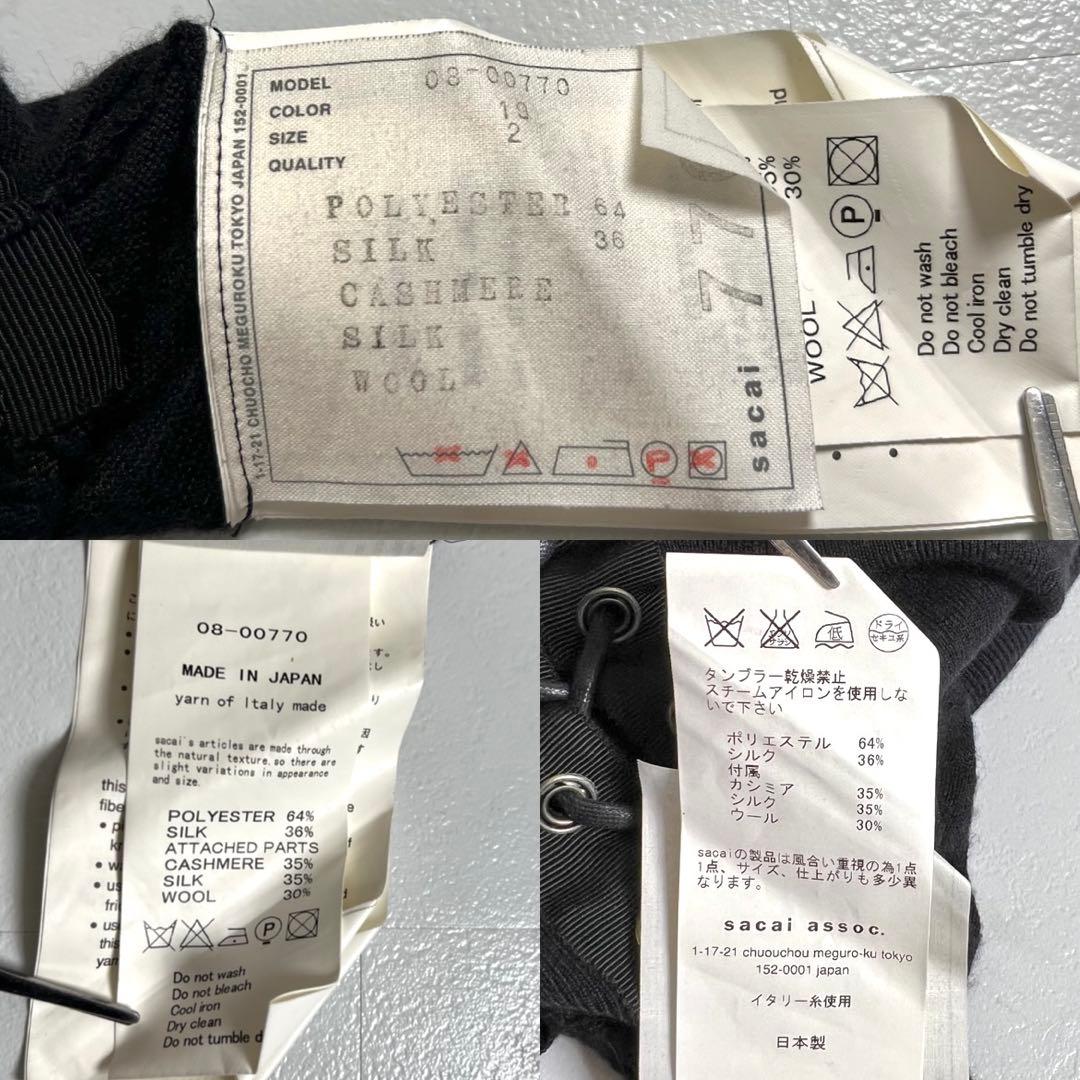 1-17-21 CHUOCHO MEGUROKU TOKYO JAPAN 152-0001
MODEL 08-00770
COLOR 19
SIZE 2
QUALITY
POLYESTER 64
SILK 36
CASHMERE
SILK
WOOL
P
sacai
77
nd
5%
30%
WOOL
P
Do not wash
Do not bleach
Cool iron
Dry clean
Do not tumble dry
08-00770
MADE IN JAPAN
yarn of Italy made
sacai's articles are made through
the natural texture. so there are
slight variations in appearance
and size.
POLYESTER 64%
SILK 36%
ATTACHED PARTS
CASHMERE 35%
SILK 35%
WOOL 30%
P
Do not wash
Do not bleach
Cool iron
Dry clean
Do not tumble d
this
fibe
低
ドライ
セキユ系
タンブラー乾燥禁止
スチームアイロンを使用しな
いで下さい
ポリエステル 64%
シルク 36%
付属
カシミア 35%
シルク 35%
ウール 30%
sacaiの製品は風合い重視の為1点
1点、サイズ、仕上がりも多少異
なります。
sacai assoc.
1-17-21 chuouchou meguro-ku tokyo
152-0001 japan
イタリー糸使用
日本製